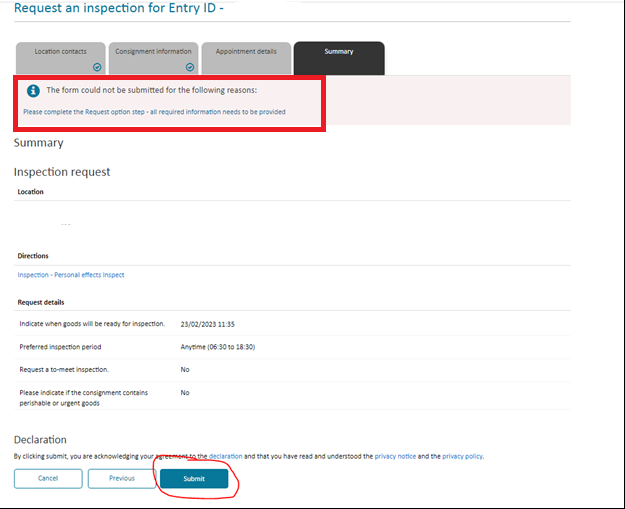 Request an inspection for Entry ID -
Location contacts
Consignment information
Appointment details
Summary
The form could not be submitted for the following reasons:
Please complete the Request option step - all required information needs to be provided
Summary
Inspection request
Location
---
Directions
Inspection - Personal effects Inspect
Request details
Indicate when goods will be ready for inspection. 23/02/2023 11:35
Preferred inspection period Anytime (06:30 to 18:30)
Request a to-meet inspection. No
Please indicate if the consignment contains No
perishable or urgent goods
Declaration
By clicking submit, you are acknowledging your agreement to the declaration and that you have read and understood the privacy notice and the privacy policy.
Cancel
Previous
Submit